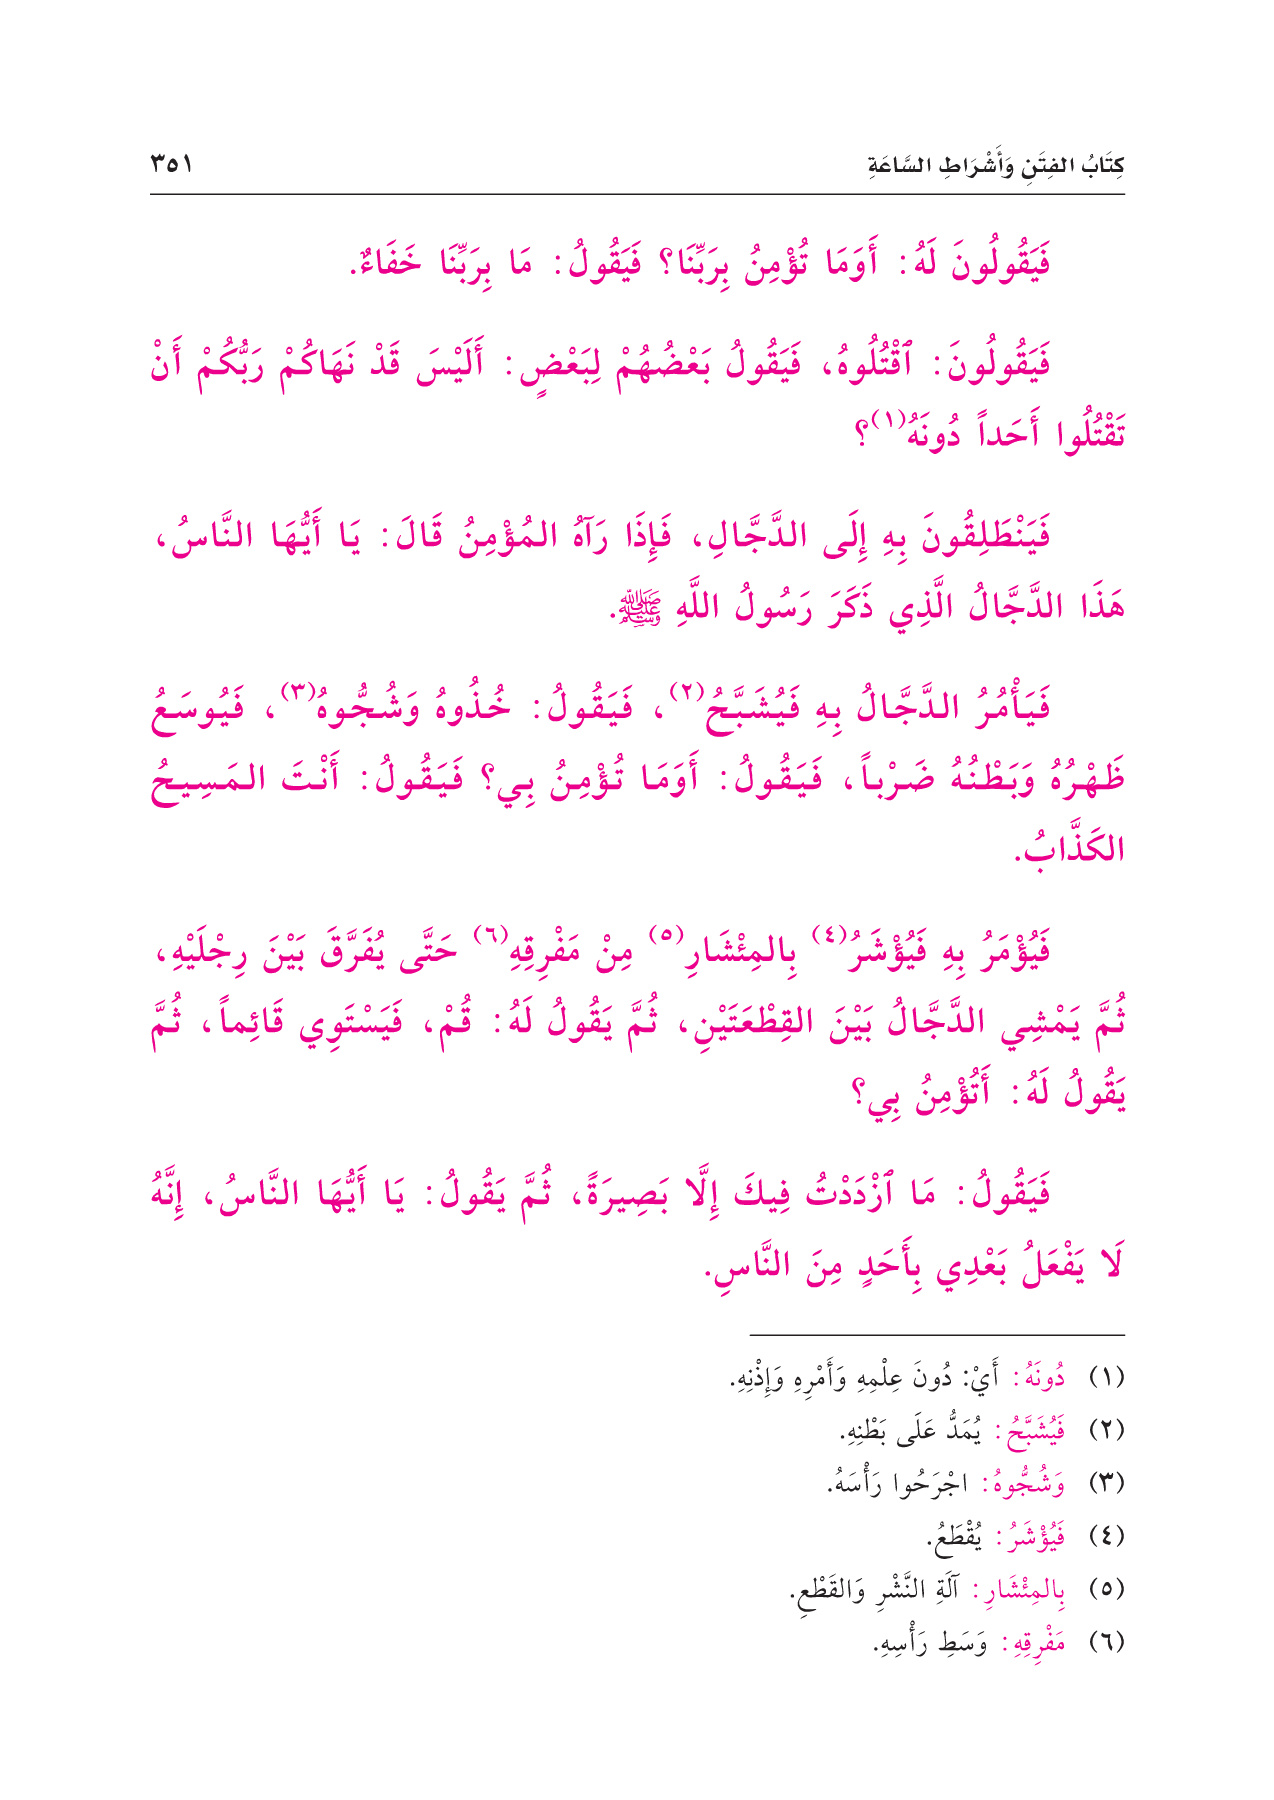 كِتَابُ الفِتَنِ وَأَشْرَاطِ السَّاعَةِ ٣٥١
فَيَقُولُونَ لَهُ: أَوَمَا تُؤْمِنُ بِرَبِّنَا؟ فَيَقُولُ: مَا بِرَبِّنَا خَفَاءٌ.
فَيَقُولُونَ: ٱقْتُلُوهُ، فَيَقُولُ بَعْضُهُمْ لِبَعْضٍ: أَلَيْسَ قَدْ نَهَاكُمْ رَبُّكُمْ أَنْ
تَقْتُلُوا أَحَداً دُونَهُ(١)؟
فَيَنْطَلِقُونَ بِهِ إِلَى الدَّجَّالِ، فَإِذَا رَآهُ المُؤْمِنُ قَالَ: يَا أَيُّهَا النَّاسُ،
هَذَا الدَّجَّالُ الَّذِي ذَكَرَ رَسُولُ اللَّهِ ﷺ.
فَيَأْمُرُ الدَّجَّالُ بِهِ فَيُشَبَّحُ(٢)، فَيَقُولُ: خُذُوهُ وَشُجُّوهُ(٣)، فَيُوسَعُ
ظَهْرُهُ وَبَطْنُهُ ضَرْباً، فَيَقُولُ: أَوَمَا تُؤْمِنُ بِي؟ فَيَقُولُ: أَنْتَ المَسِيحُ
الكَذَّابُ.
فَيُؤْمَرُ بِهِ فَيُؤْشَرُ(٤) بِالمِئْشَارِ(٥) مِنْ مَفْرِقِهِ(٦) حَتَّى يُفَرَّقَ بَيْنَ رِجْلَيْهِ،
ثُمَّ يَمْشِي الدَّجَّالُ بَيْنَ القِطْعَتَيْنِ، ثُمَّ يَقُولُ لَهُ: قُمْ، فَيَسْتَوِي قَائِماً، ثُمَّ
يَقُولُ لَهُ: أَتُؤْمِنُ بِي؟
فَيَقُولُ: مَا ٱزْدَدْتُ فِيكَ إِلَّا بَصِيرَةً، ثُمَّ يَقُولُ: يَا أَيُّهَا النَّاسُ، إِنَّهُ
لَا يَفْعَلُ بَعْدِي بِأَحَدٍ مِنَ النَّاسِ.
(١) دُونَهُ: أَيْ: دُونَ عِلْمِهِ وَأَمْرِهِ وَإِذْنِهِ.
(٢) فَيُشَبَّحُ: يُمَدُّ عَلَى بَطْنِهِ.
(٣) وَشُجُّوهُ: اجْرَحُوا رَأْسَهُ.
(٤) فَيُؤْشَرُ: يُقْطَعُ.
(٥) بِالمِئْشَارِ: آلَةِ النَّشْرِ وَالقَطْعِ.
(٦) مَفْرِقِهِ: وَسَطِ رَأْسِهِ.